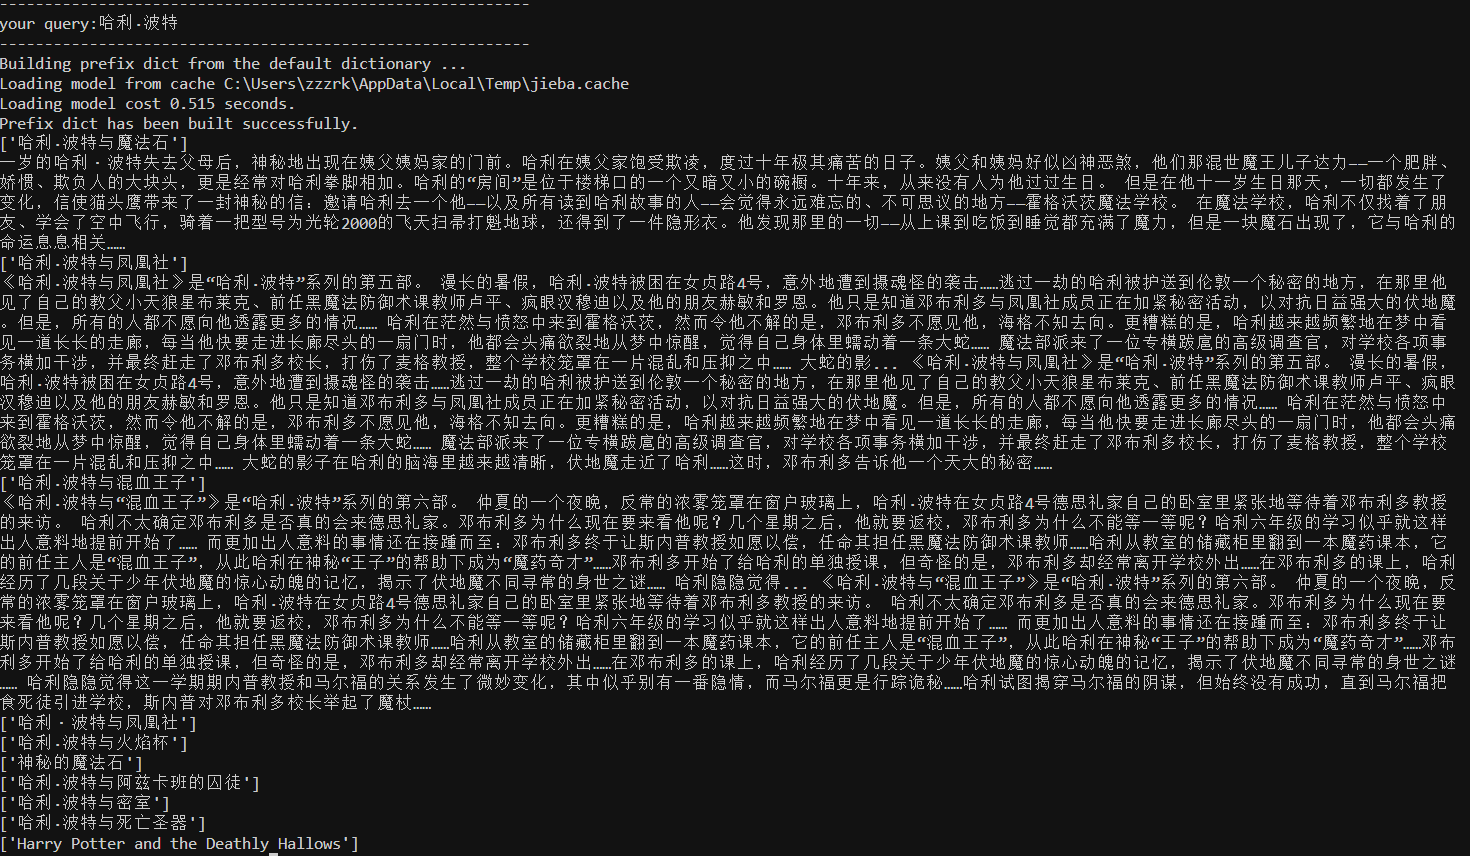 ------------------------------------------------------------
your query:哈利·波特
------------------------------------------------------------
Building prefix dict from the default dictionary ...
Loading model from cache C:\Users\zzzrk\AppData\Local\Temp\jieba.cache
Loading model cost 0.515 seconds.
Prefix dict has been built successfully.
['哈利·波特与魔法石']
一岁的哈利·波特失去父母后，神秘地出现在姨父姨妈家的门前。哈利在姨父家饱受欺凌，度过十年极其痛苦的日子。姨父和姨妈好似凶神恶煞，他们那混世魔王儿子达力——一个肥胖、
娇惯、欺负人的大块头，更是经常对哈利拳脚相加。哈利的“房间”是位于楼梯口的一个又暗又小的碗橱。十年来，从来没有人为他过过生日。 但是在他十一岁生日那天，一切都发生了
变化，信使猫头鹰带来了一封神秘的信：邀请哈利去一个他——以及所有读到哈利故事的人——会觉得永远难忘的、不可思议的地方——霍格沃茨魔法学校。 在魔法学校，哈利不仅找着了朋
友、学会了空中飞行，骑着一把型号为光轮2000的飞天扫帚打魁地球，还得到了一件隐形衣。他发现那里的一切——从上课到吃饭到睡觉都充满了魔力，但是一块魔石出现了，它与哈利的
命运息息相关……
['哈利·波特与凤凰社']
《哈利·波特与凤凰社》是“哈利·波特”系列的第五部。 漫长的暑假，哈利·波特被困在女贞路4号，意外地遭到摄魂怪的袭击……逃过一劫的哈利被护送到伦敦一个秘密的地方，在那里他
见了自己的教父小天狼星布莱克、前任黑魔法防御术课教师卢平、疯眼汉穆迪以及他的朋友赫敏和罗恩。他只是知道邓布利多与凤凰社成员正在加紧秘密活动，以对抗日益强大的伏地魔
。但是，所有的人都不愿向他透露更多的情况…… 哈利在茫然与愤怒中来到霍格沃茨，然而令他不解的是，邓布利多不愿见他，海格不知去向。更糟糕的是，哈利越来越频繁地在梦中看
见一道长长的走廊，每当他快要走进长廊尽头的一扇门时，他都会头痛欲裂地从梦中惊醒，觉得自己身体里蠕动着一条大蛇…… 魔法部派来了一位专横跋扈的高级调查官，对学校各项事
务横加干涉，并最终赶走了邓布利多校长，打伤了麦格教授，整个学校笼罩在一片混乱和压抑之中…… 大蛇的影... 《哈利·波特与凤凰社》是“哈利·波特”系列的第五部。 漫长的暑假，
哈利·波特被困在女贞路4号，意外地遭到摄魂怪的袭击……逃过一劫的哈利被护送到伦敦一个秘密的地方，在那里他见了自己的教父小天狼星布莱克、前任黑魔法防御术课教师卢平、疯眼
汉穆迪以及他的朋友赫敏和罗恩。他只是知道邓布利多与凤凰社成员正在加紧秘密活动，以对抗日益强大的伏地魔。但是，所有的人都不愿向他透露更多的情况…… 哈利在茫然与愤怒中
来到霍格沃茨，然而令他不解的是，邓布利多不愿见他，海格不知去向。更糟糕的是，哈利越来越频繁地在梦中看见一道长长的走廊，每当他快要走进长廊尽头的一扇门时，他都会头痛
欲裂地从梦中惊醒，觉得自己身体里蠕动着一条大蛇…… 魔法部派来了一位专横跋扈的高级调查官，对学校各项事务横加干涉，并最终赶走了邓布利多校长，打伤了麦格教授，整个学校
笼罩在一片混乱和压抑之中…… 大蛇的影子在哈利的脑海里越来越清晰，伏地魔走近了哈利……这时，邓布利多告诉他一个天大的秘密……
['哈利·波特与混血王子']
《哈利·波特与“混血王子”》是“哈利·波特”系列的第六部。 仲夏的一个夜晚，反常的浓雾笼罩在窗户玻璃上，哈利·波特在女贞路4号德思礼家自己的卧室里紧张地等待着邓布利多教授
的来访。 哈利不太确定邓布利多是否真的会来德思礼家。邓布利多为什么现在要来看他呢？几个星期之后，他就要返校，邓布利多为什么不能等一等呢？哈利六年级的学习似乎就这样
出人意料地提前开始了…… 而更加出人意料的事情还在接踵而至：邓布利多终于让斯内普教授如愿以偿，任命其担任黑魔法防御术课教师……哈利从教室的储藏柜里翻到一本魔药课本，它
的前任主人是“混血王子”，从此哈利在神秘“王子”的帮助下成为“魔药奇才”……邓布利多开始了给哈利的单独授课，但奇怪的是，邓布利多却经常离开学校外出……在邓布利多的课上，哈利
经历了几段关于少年伏地魔的惊心动魄的记忆，揭示了伏地魔不同寻常的身世之谜…… 哈利隐隐觉得... 《哈利·波特与“混血王子”》是“哈利·波特”系列的第六部。 仲夏的一个夜晚，反
常的浓雾笼罩在窗户玻璃上，哈利·波特在女贞路4号德思礼家自己的卧室里紧张地等待着邓布利多教授的来访。 哈利不太确定邓布利多是否真的会来德思礼家。邓布利多为什么现在要
来看他呢？几个星期之后，他就要返校，邓布利多为什么不能等一等呢？哈利六年级的学习似乎就这样出人意料地提前开始了…… 而更加出人意料的事情还在接踵而至：邓布利多终于让
斯内普教授如愿以偿，任命其担任黑魔法防御术课教师……哈利从教室的储藏柜里翻到一本魔药课本，它的前任主人是“混血王子”，从此哈利在神秘“王子”的帮助下成为“魔药奇才”……邓布
利多开始了给哈利的单独授课，但奇怪的是，邓布利多却经常离开学校外出……在邓布利多的课上，哈利经历了几段关于少年伏地魔的惊心动魄的记忆，揭示了伏地魔不同寻常的身世之谜
…… 哈利隐隐觉得这一学期期内普教授和马尔福的关系发生了微妙变化，其中似乎别有一番隐情，而马尔福更是行踪诡秘……哈利试图揭穿马尔福的阴谋，但始终没有成功，直到马尔福把
食死徒引进学校，斯内普对邓布利多校长举起了魔杖……
['哈利·波特与凤凰社']
['哈利·波特与火焰杯']
['神秘的魔法石']
['哈利·波特与阿兹卡班的囚徒']
['哈利·波特与密室']
['哈利·波特与死亡圣器']
['Harry Potter and the Deathly Hallows']